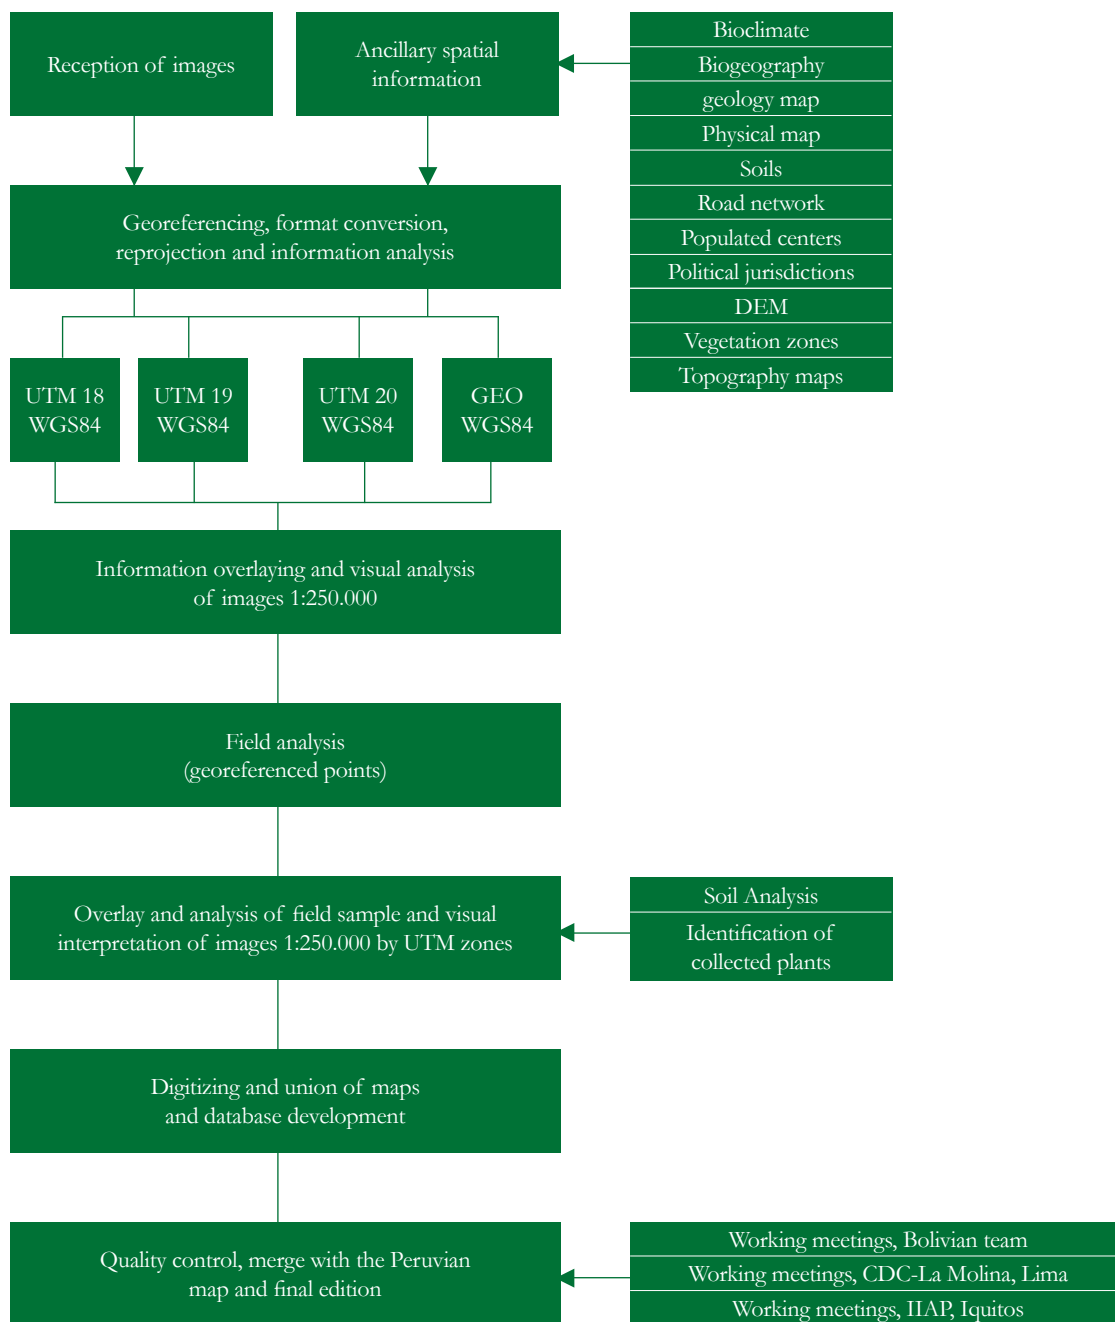 Reception of images
Ancillary spatial
information
Bioclimate
Biogeography
geology map
Physical map
Soils
Road network
Populated centers
Political jurisdictions
DEM
Vegetation zones
Topography maps
Georeferencing, format conversion,
reprojection and information analysis
UTM 18
WGS84
UTM 19
WGS84
UTM 20
WGS84
GEO
WGS84
Information overlaying and visual analysis
of images 1:250.000
Field analysis
(georeferenced points)
Overlay and analysis of field sample and visual
interpretation of images 1:250.000 by UTM zones
Soil Analysis
Identification of
collected plants
Digitizing and union of maps
and database development
Quality control, merge with the Peruvian
map and final edition
Working meetings, Bolivian team
Working meetings, CDC-La Molina, Lima
Working meetings, IIAP, Iquitos